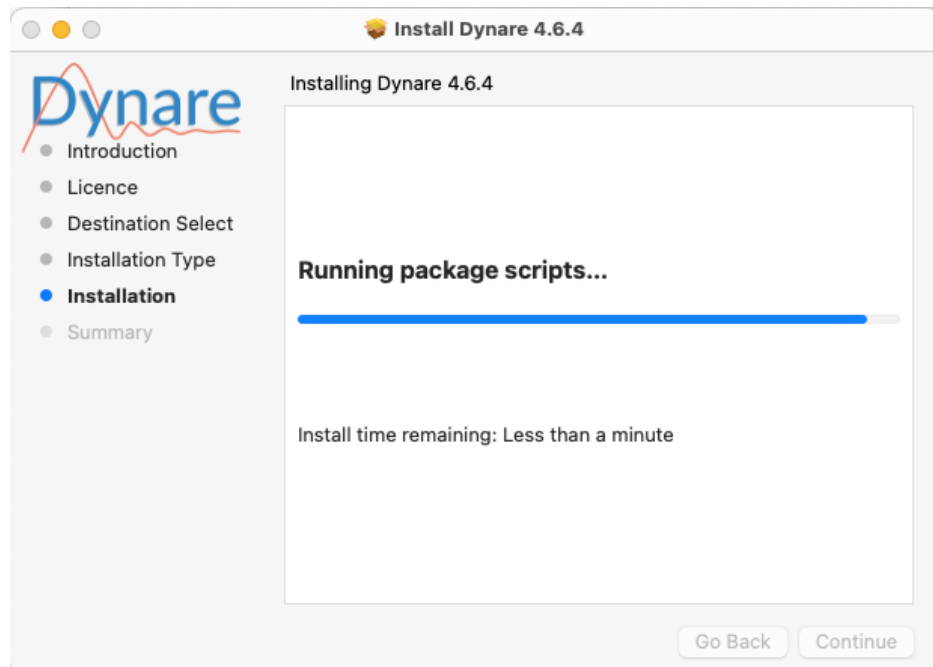 Install Dynare 4.6.4
Dynare
Introduction
Licence
Destination Select
Installation Type
Installation
Summary
Installing Dynare 4.6.4
Running package scripts...
Install time remaining: Less than a minute
Go Back
Continue